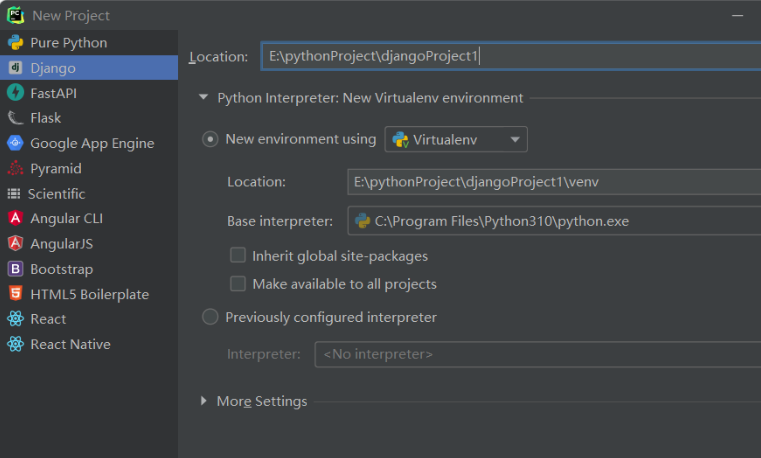 New Project
Pure Python
Django
FastAPI
Flask
Google App Engine
Pyramid
Scientific
Angular CLI
AngularJS
Bootstrap
HTML5 Boilerplate
React
React Native
Location: E:\pythonProject\djangoProject1
Python Interpreter: New Virtualenv environment
New environment using Virtualenv
Location: E:\pythonProject\djangoProject1\venv
Base interpreter: C:\Program Files\Python310\python.exe
Inherit global site-packages
Make available to all projects
Previously configured interpreter
Interpreter: <No interpreter>
More Settings